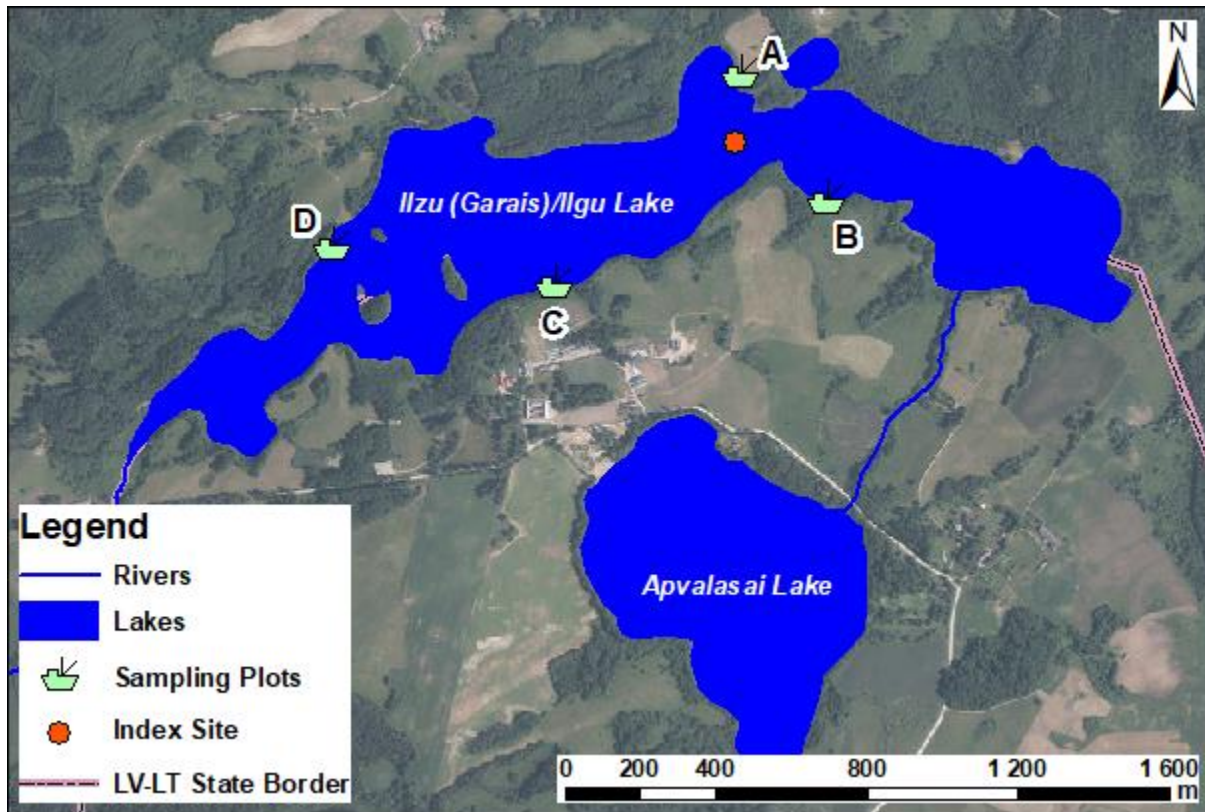 N
A
Ilzu (Garais)/Ilgu Lake
D
B
C
Legend
Rivers
Lakes
Sampling Plots
Index Site
LV-LT State Border
Apvalasai Lake
0 200 400 800 1 200 1 600
m